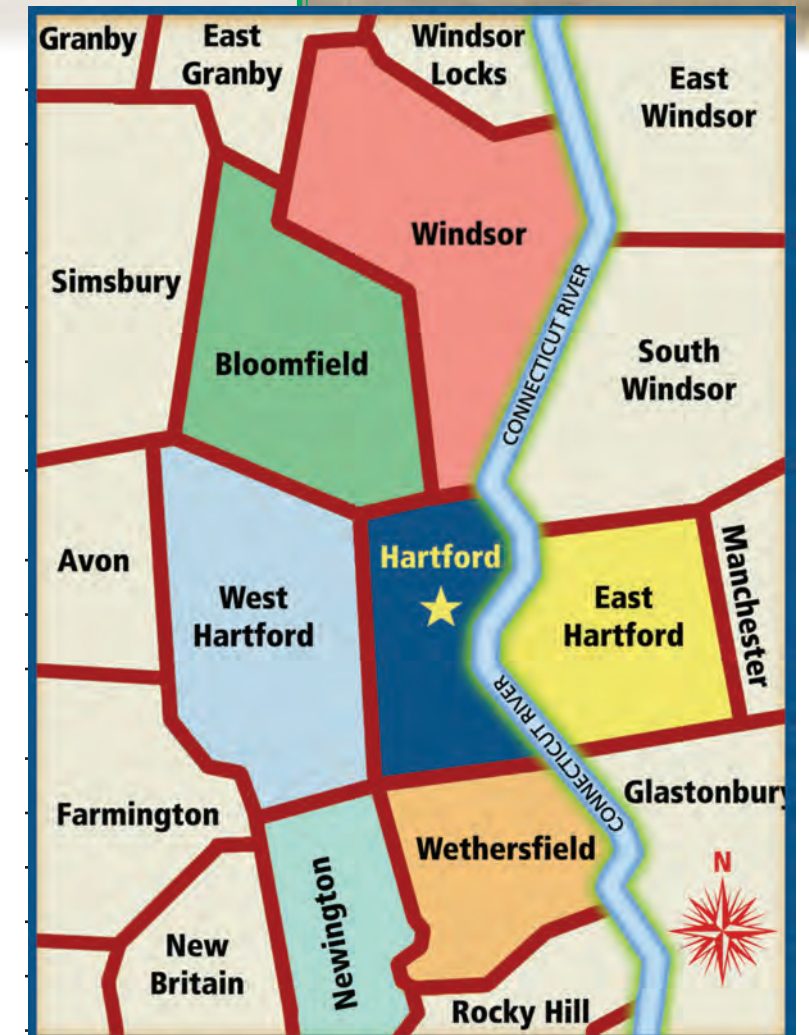 Granby
East
Granby
Windsor
Locks
East
Windsor
Windsor
Simsbury
CONNECTICUT RIVER
South
Windsor
Bloomfield
Avon
Hartford
West
Hartford
East
Hartford
Manchester
CONNECTICUT RIVER
Glastonbury
Farmington
Wethersfield
N
Newington
New
Britain
Rocky Hill